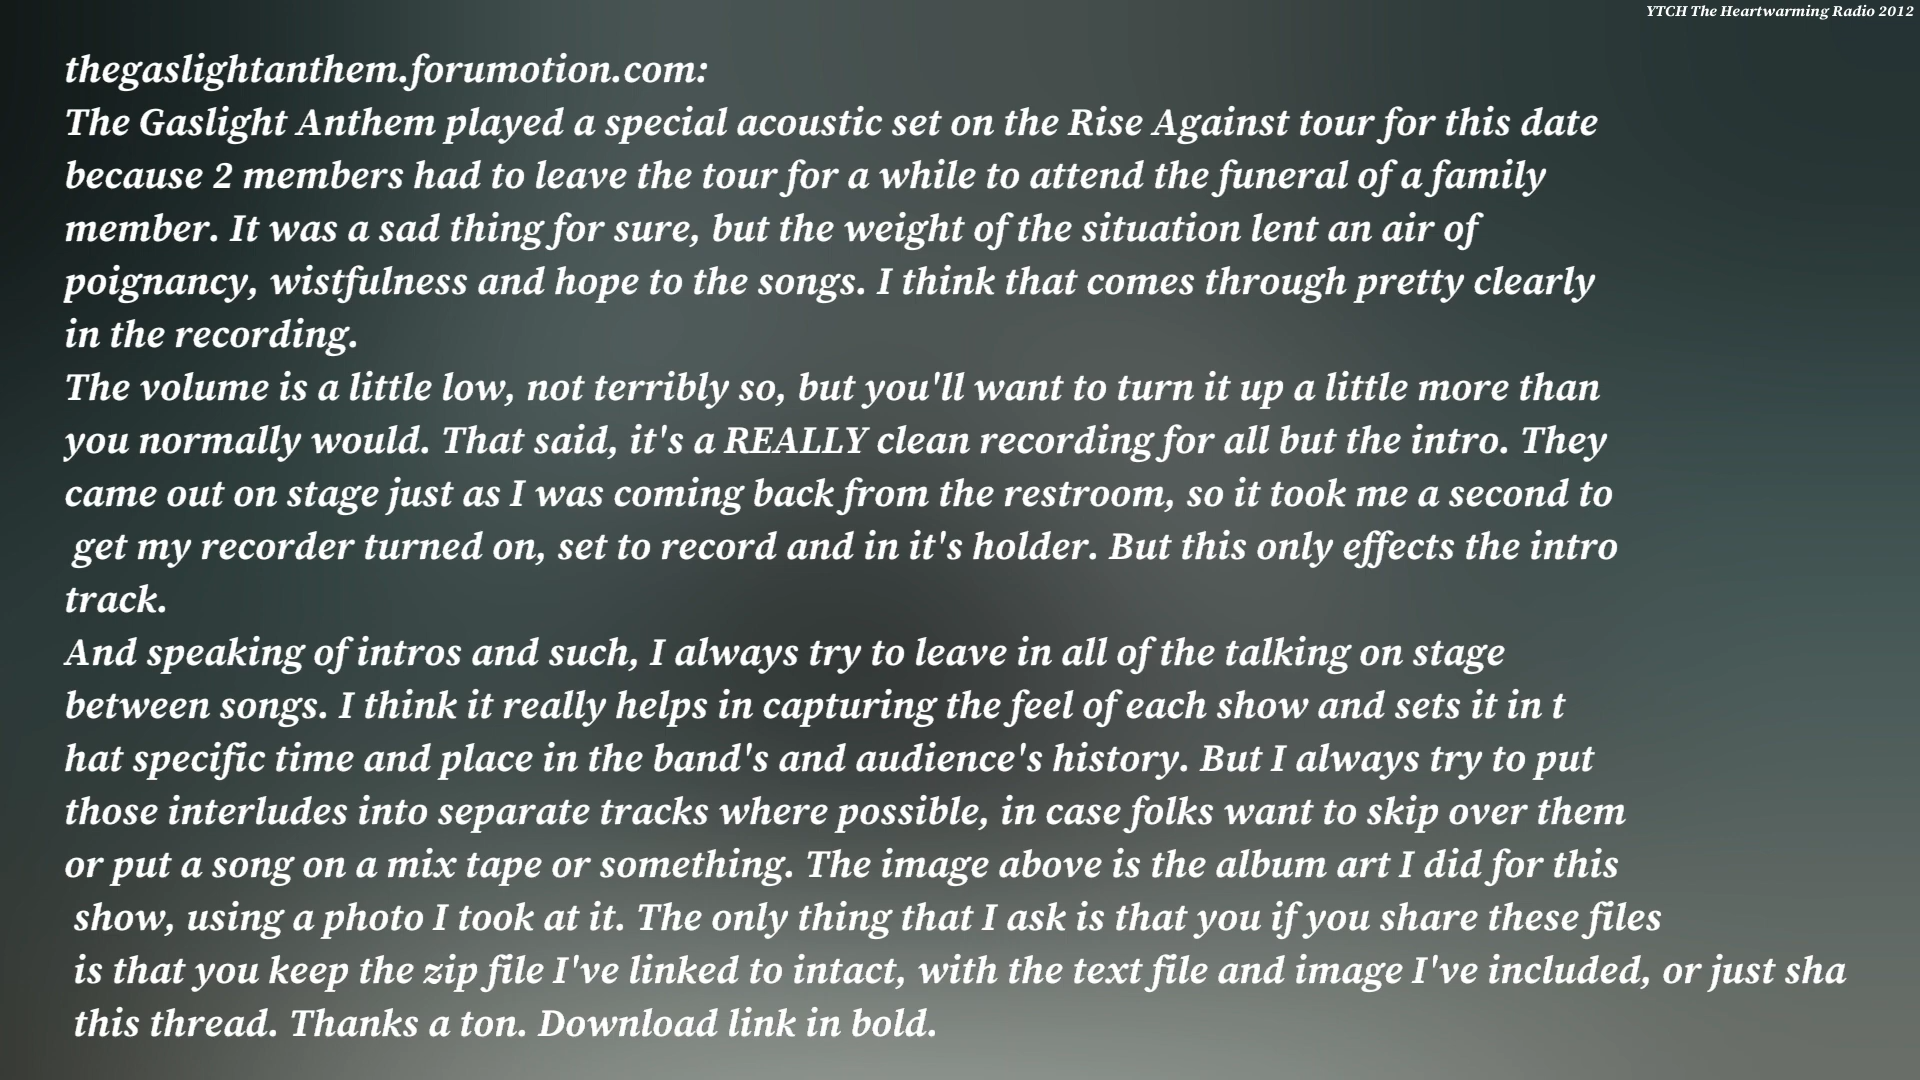 YTCH The Heartwarming Radio 2012
thegaslightanthem.forumotion.com:
The Gaslight Anthem played a special acoustic set on the Rise Against tour for this date
because 2 members had to leave the tour for a while to attend the funeral of a family
member. It was a sad thing for sure, but the weight of the situation lent an air of
poignancy, wistfulness and hope to the songs. I think that comes through pretty clearly
in the recording.
The volume is a little low, not terribly so, but you'll want to turn it up a little more than
you normally would. That said, it's a REALLY clean recording for all but the intro. They
came out on stage just as I was coming back from the restroom, so it took me a second to
get my recorder turned on, set to record and in it's holder. But this only effects the intro
track.
And speaking of intros and such, I always try to leave in all of the talking on stage
between songs. I think it really helps in capturing the feel of each show and sets it in t
hat specific time and place in the band's and audience's history. But I always try to put
those interludes into separate tracks where possible, in case folks want to skip over them
or put a song on a mix tape or something. The image above is the album art I did for this
show, using a photo I took at it. The only thing that I ask is that you if you share these files
is that you keep the zip file I've linked to intact, with the text file and image I've included, or just sha
this thread. Thanks a ton. Download link in bold.